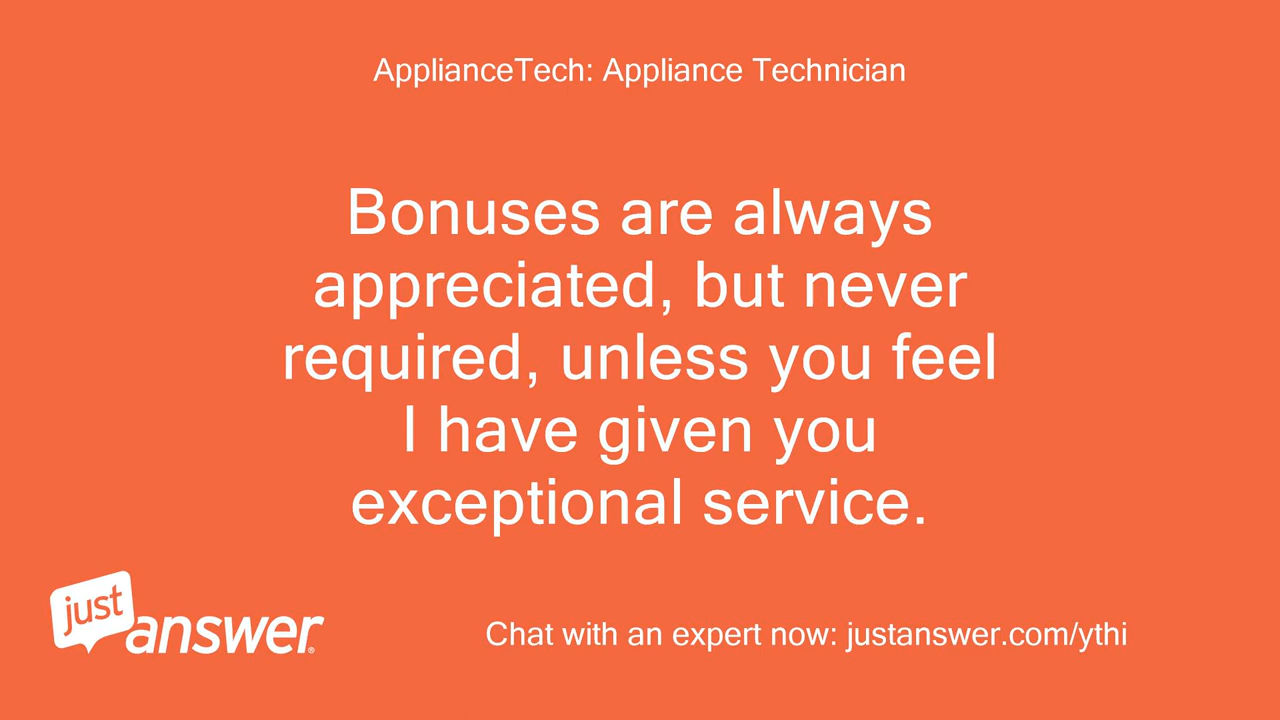 ApplianceTech: Appliance Technician
Bonuses are always
appreciated, but never
required, unless you feel
I have given you
exceptional service.
just
answer®
Chat with an expert now: justanswer.com/ythi